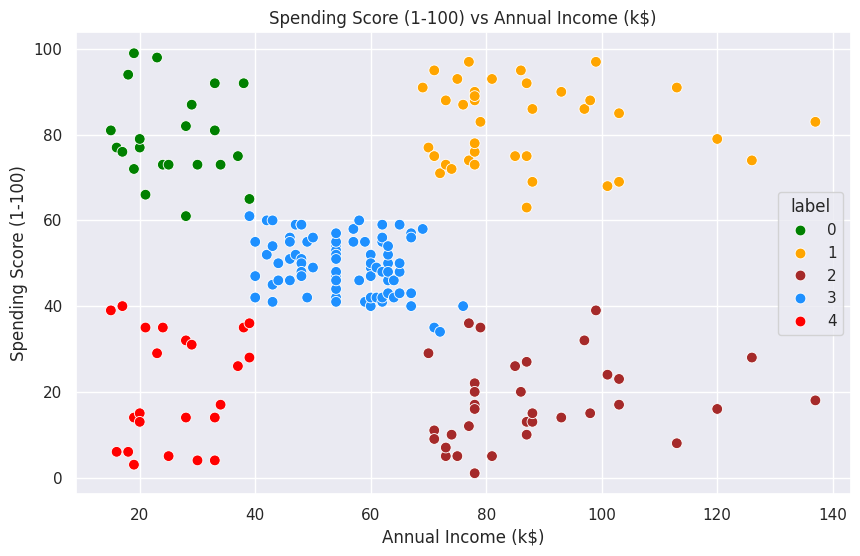 Spending Score (1-100) vs Annual Income (k$)
100
80
60
40
20
0
Spending Score (1-100)
label
0
1
2
3
4
20 40 60 80 100 120 140
Annual Income (k$)